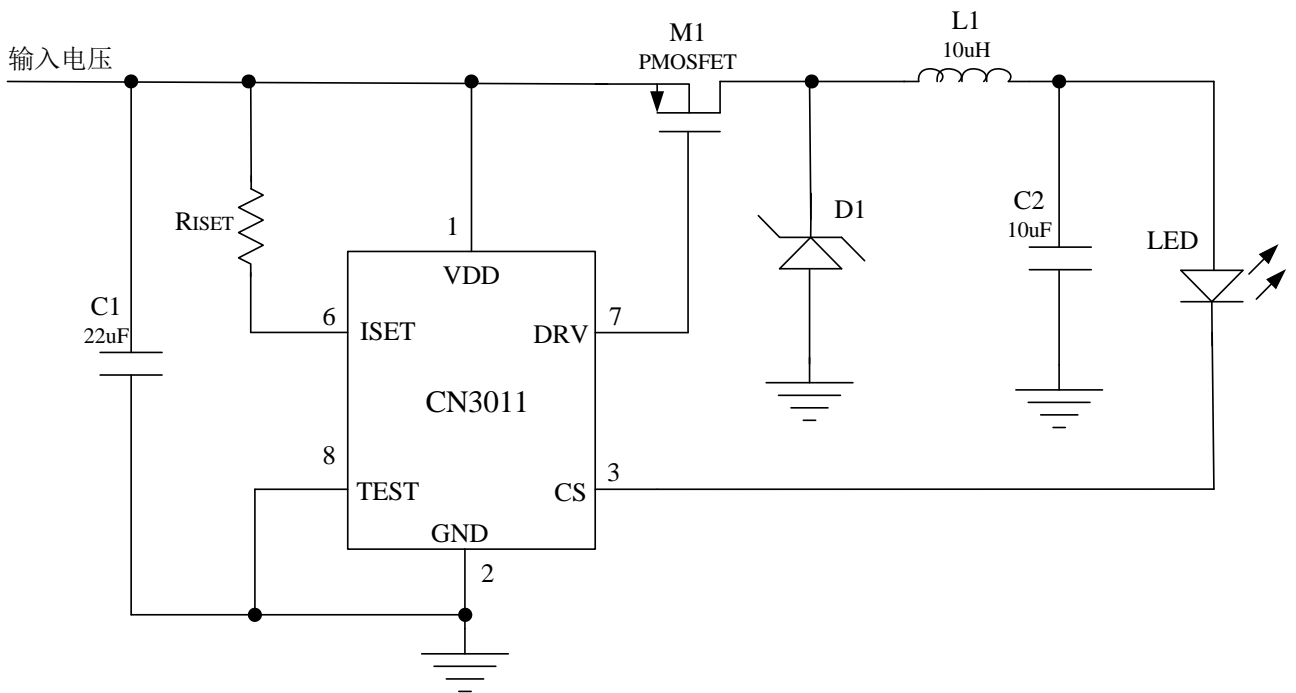 输入电压
M1
PMOSFET
L1
10uH
RISET
1
VDD
D1
C2
10uF
LED
C1
22uF
6
ISET
DRV
7
CN3011
8
TEST
CS
3
GND
2